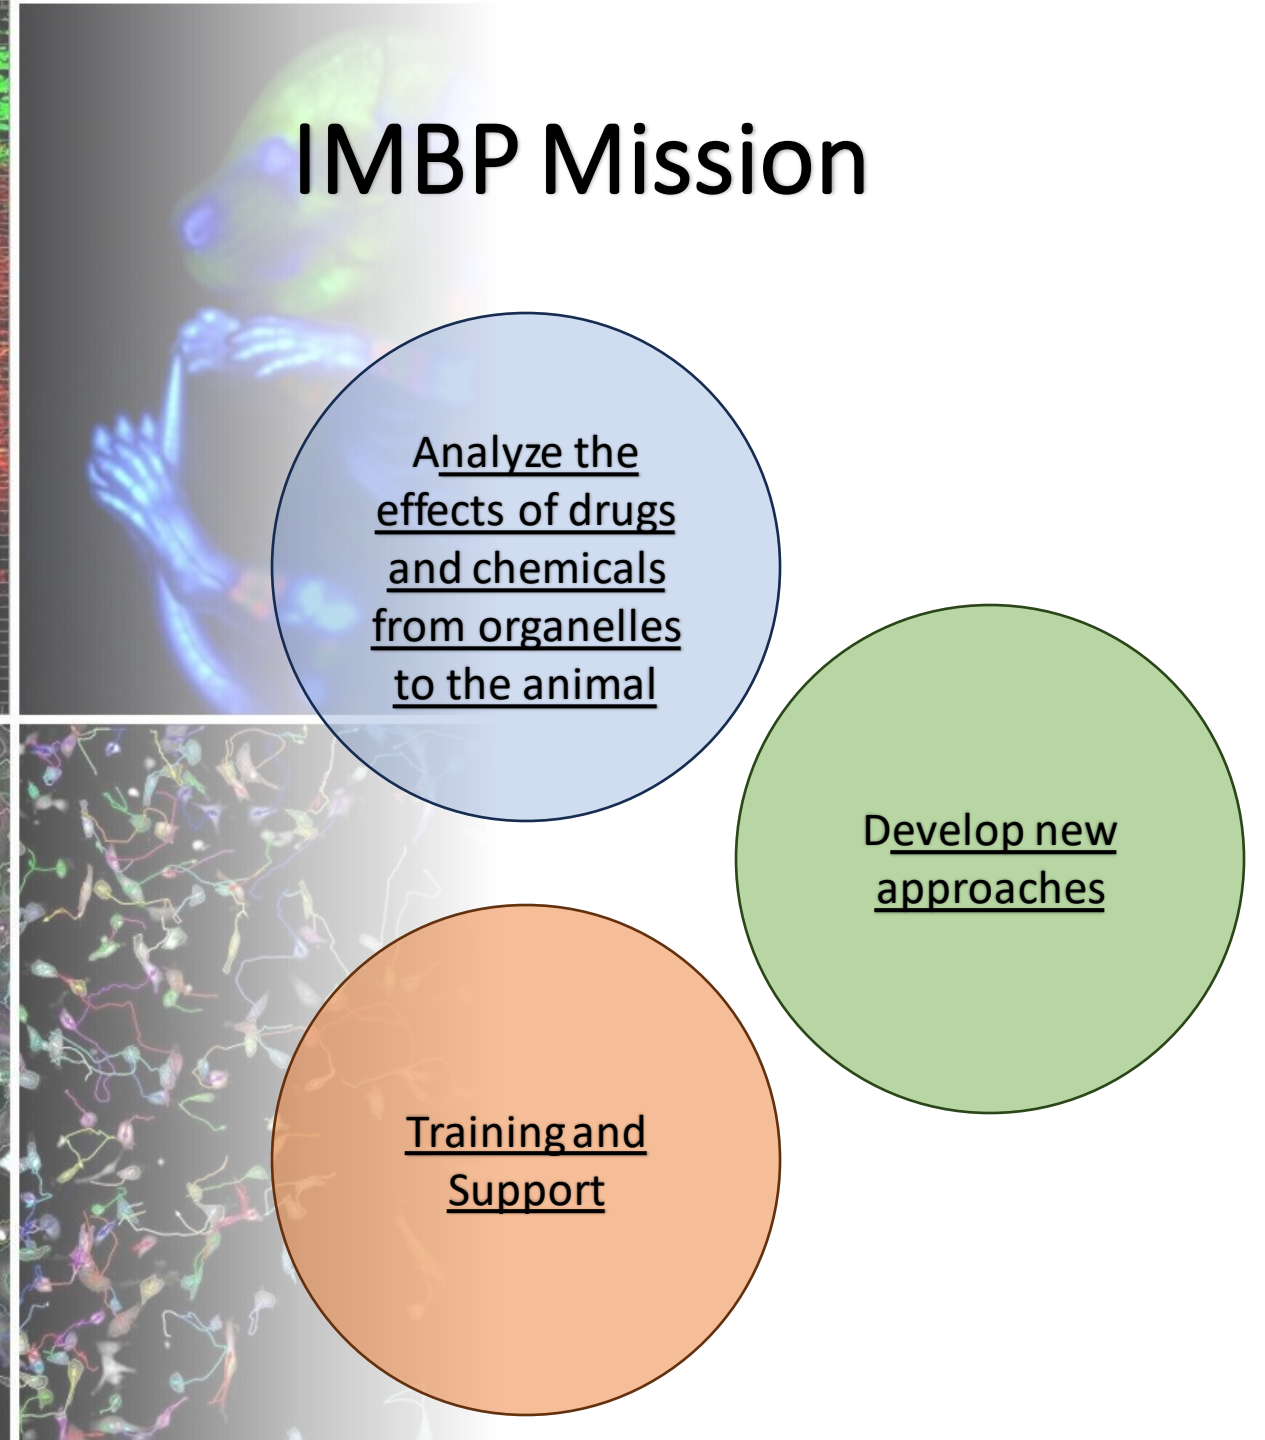 IMBP Mission
Analyze the
effects of drugs
and chemicals
from organelles
to the animal
Develop new
approaches
Training and
Support